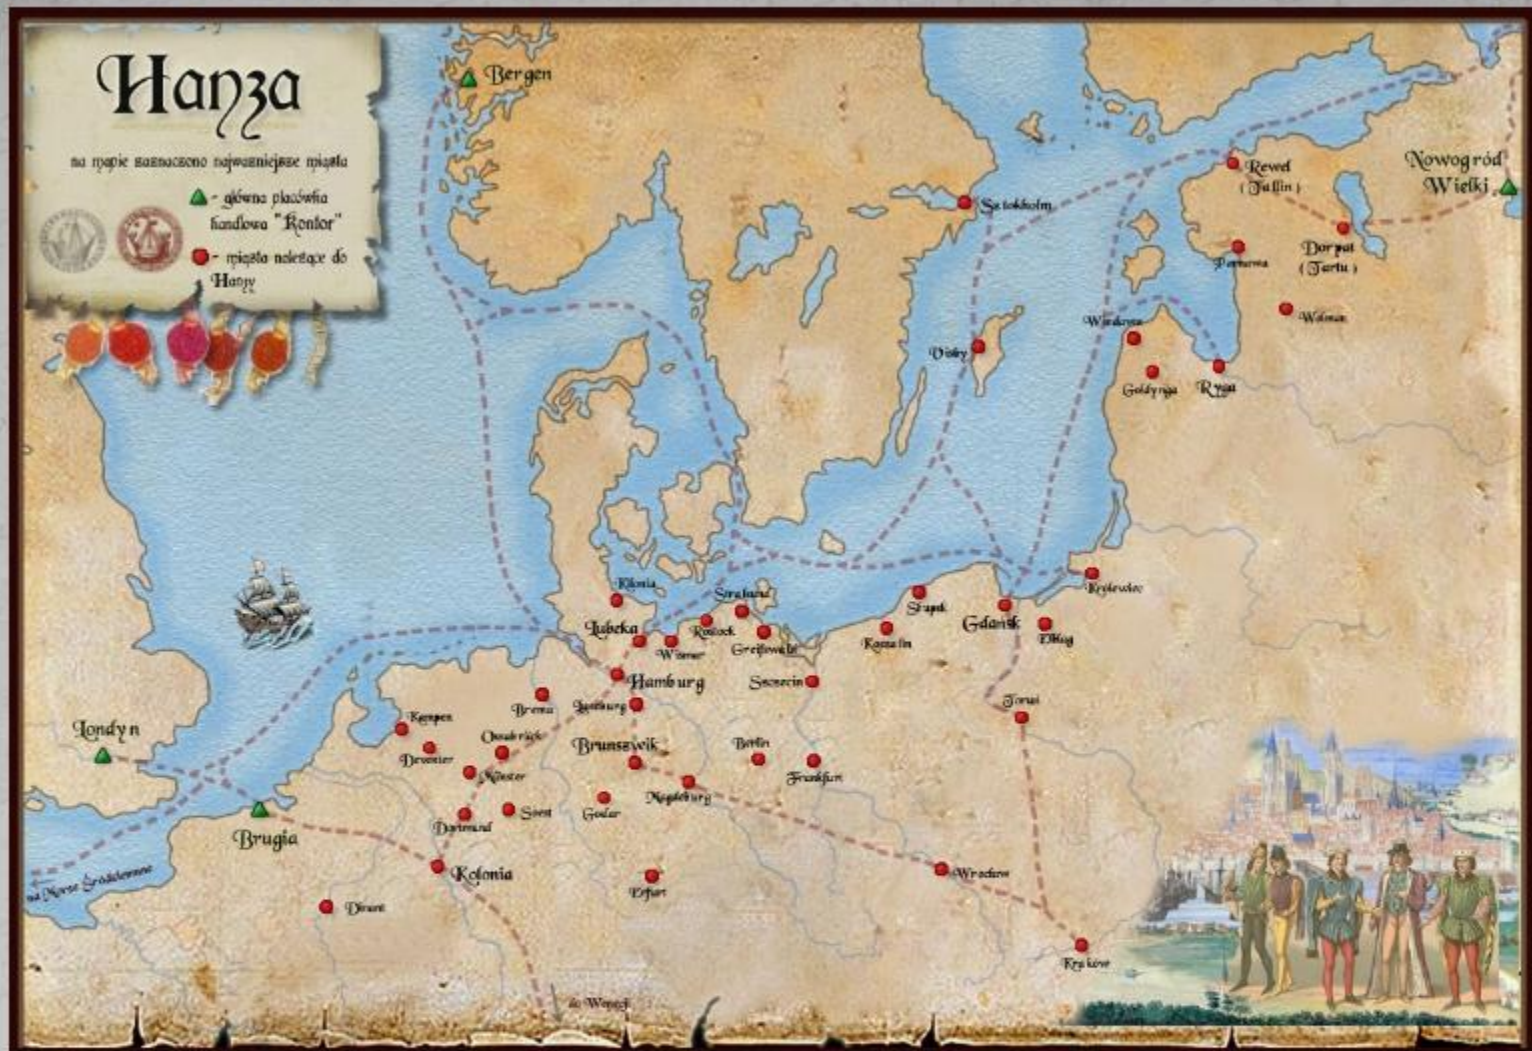 Hanza
na mapie zaznaczono najważniejsze miasta
- główna placówka
handlowa "Kontor"
- miasta należące do
Hanzy
Bergen
Nowogród
Wielki
Rewel
( Tallin )
Sztokholm
Dorpat
( Tartu )
Parnawa
Wolmar
Windawa
Visby
Goldynga
Ryga
Kilonia
Stralsund
Królewiec
Słupsk
Lubeka
Rostock
Gdańsk
Elbląg
Wismar
Greifswald
Koszalin
Hamburg
Szczecin
Brema
Luneburg
Toruń
Kampen
Londyn
Osnabrück
Brunszwik
Berlin
Deventer
Münster
Frankfurt
Magdeburg
Soest
Goslar
Dortmund
Brugia
Kolonia
Wrocław
na Morze Śródziemne
Erfurt
Dinant
Kraków
do Wenecji